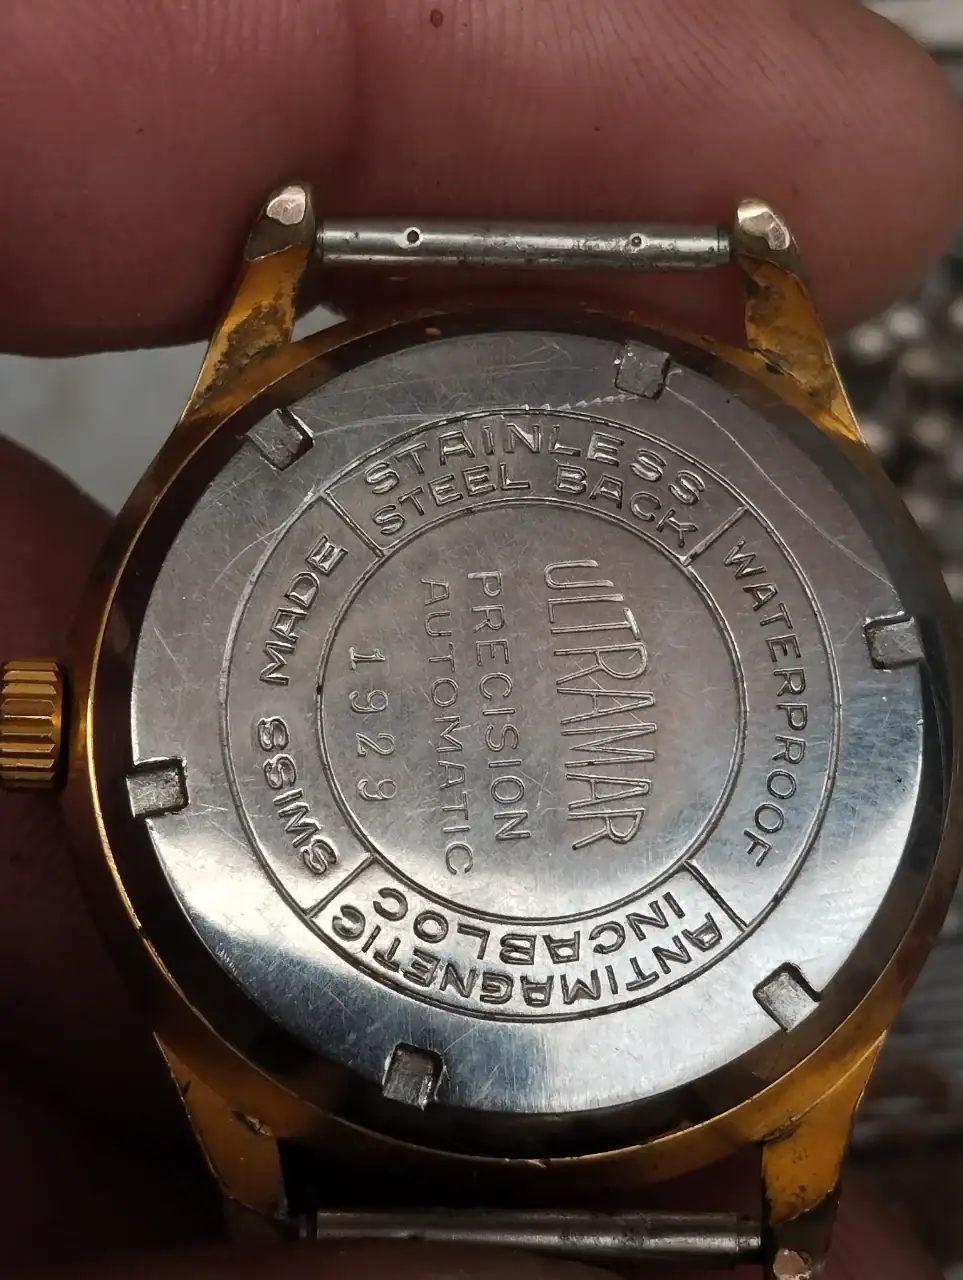 ULTRAMAR
PRECISION
AUTOMATIC
1929
STAINLESS
STEEL BACK
WATERPROOF
ANTIMAGNETIC
INCABLOC
SWISS MADE